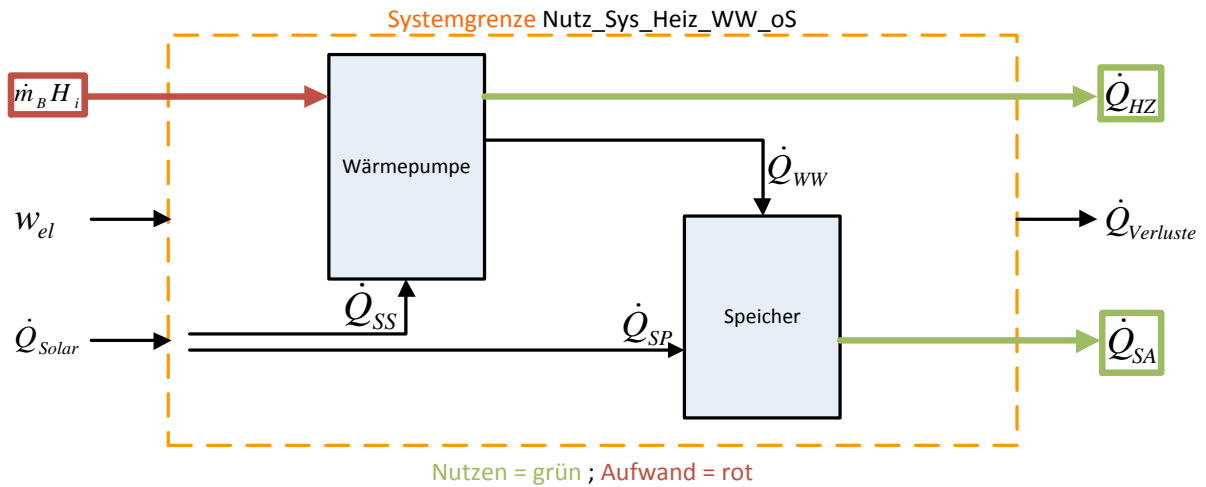 Systemgrenze Nutz_Sys_Heiz_WW_oS
ṁ_B H_i
Q̇_HZ
Wärmepumpe
Q̇_WW
w_el
Q̇_Verluste
Q̇_SS
Q̇_Solar
Q̇_SP
Speicher
Q̇_SA
Nutzen = grün ; Aufwand = rot